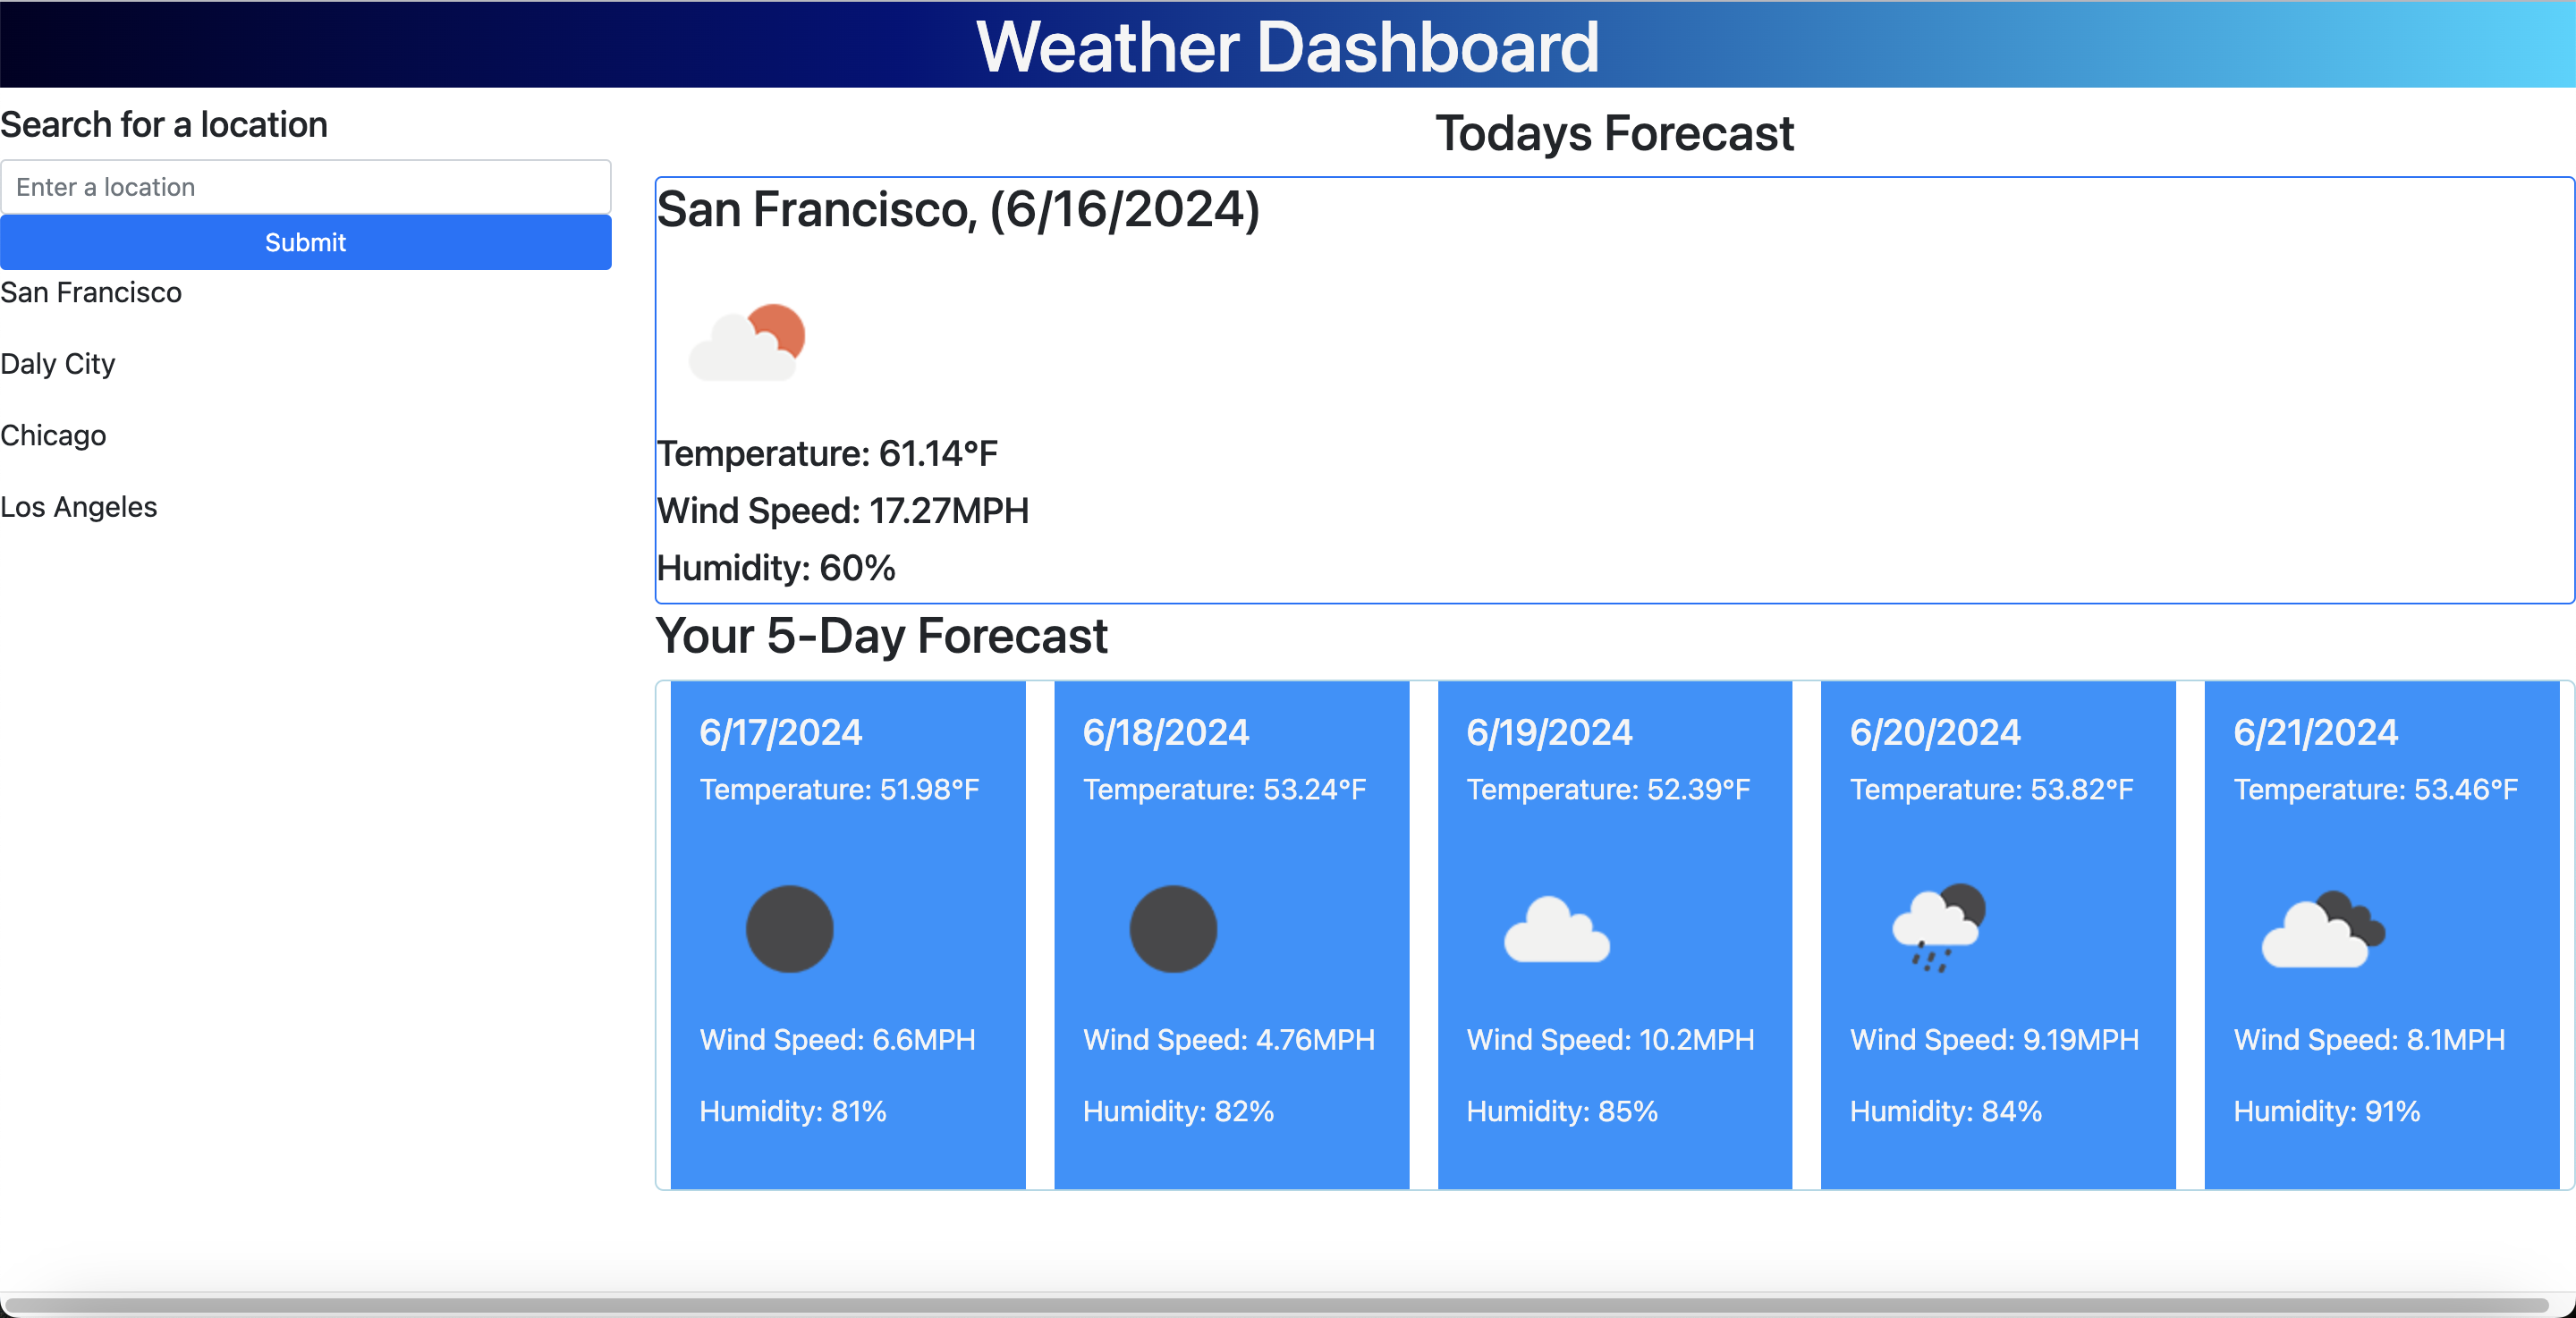 Weather Dashboard
Search for a location
Enter a location
Submit
San Francisco
Daly City
Chicago
Los Angeles
Todays Forecast
San Francisco, (6/16/2024)
Temperature: 61.14°F
Wind Speed: 17.27MPH
Humidity: 60%
Your 5-Day Forecast
6/17/2024
Temperature: 51.98°F
Wind Speed: 6.6MPH
Humidity: 81%
6/18/2024
Temperature: 53.24°F
Wind Speed: 4.76MPH
Humidity: 82%
6/19/2024
Temperature: 52.39°F
Wind Speed: 10.2MPH
Humidity: 85%
6/20/2024
Temperature: 53.82°F
Wind Speed: 9.19MPH
Humidity: 84%
6/21/2024
Temperature: 53.46°F
Wind Speed: 8.1MPH
Humidity: 91%